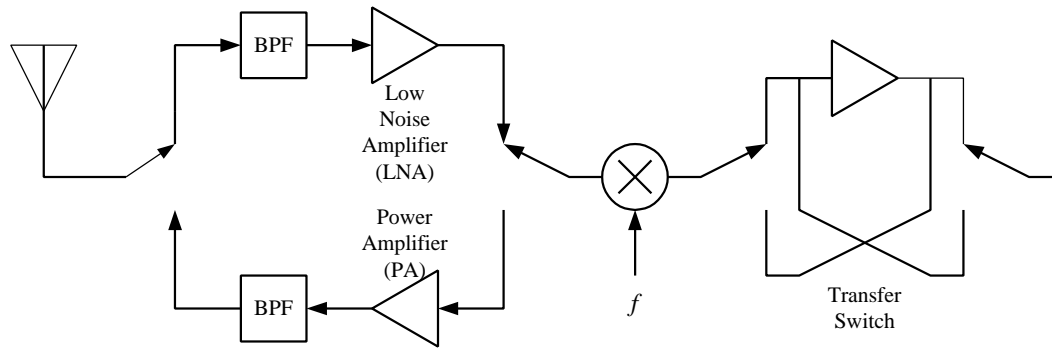 BPF
Low
Noise
Amplifier
(LNA)
Power
Amplifier
(PA)
BPF
f
Transfer
Switch